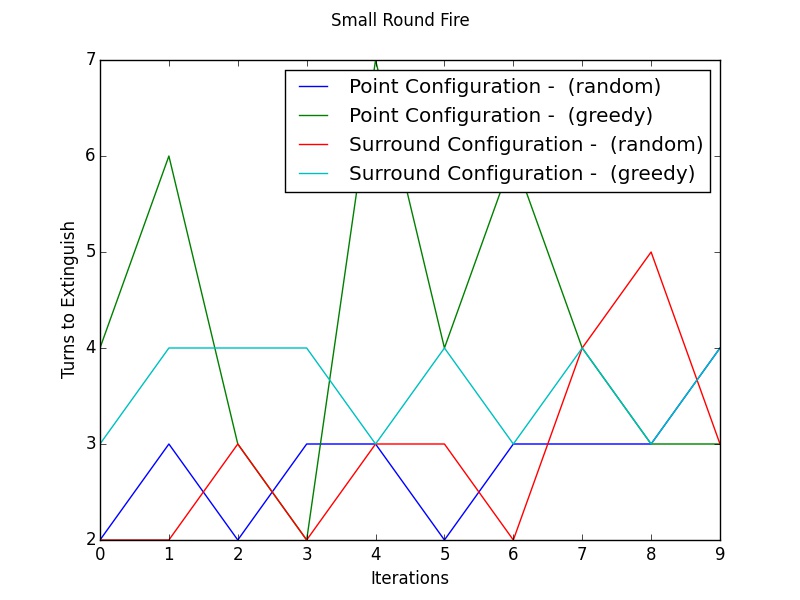 Small Round Fire
Point Configuration -  (random)
Point Configuration -  (greedy)
Surround Configuration -  (random)
Surround Configuration -  (greedy)
Turns to Extinguish
7
6
5
4
3
2
0 1 2 3 4 5 6 7 8 9
Iterations